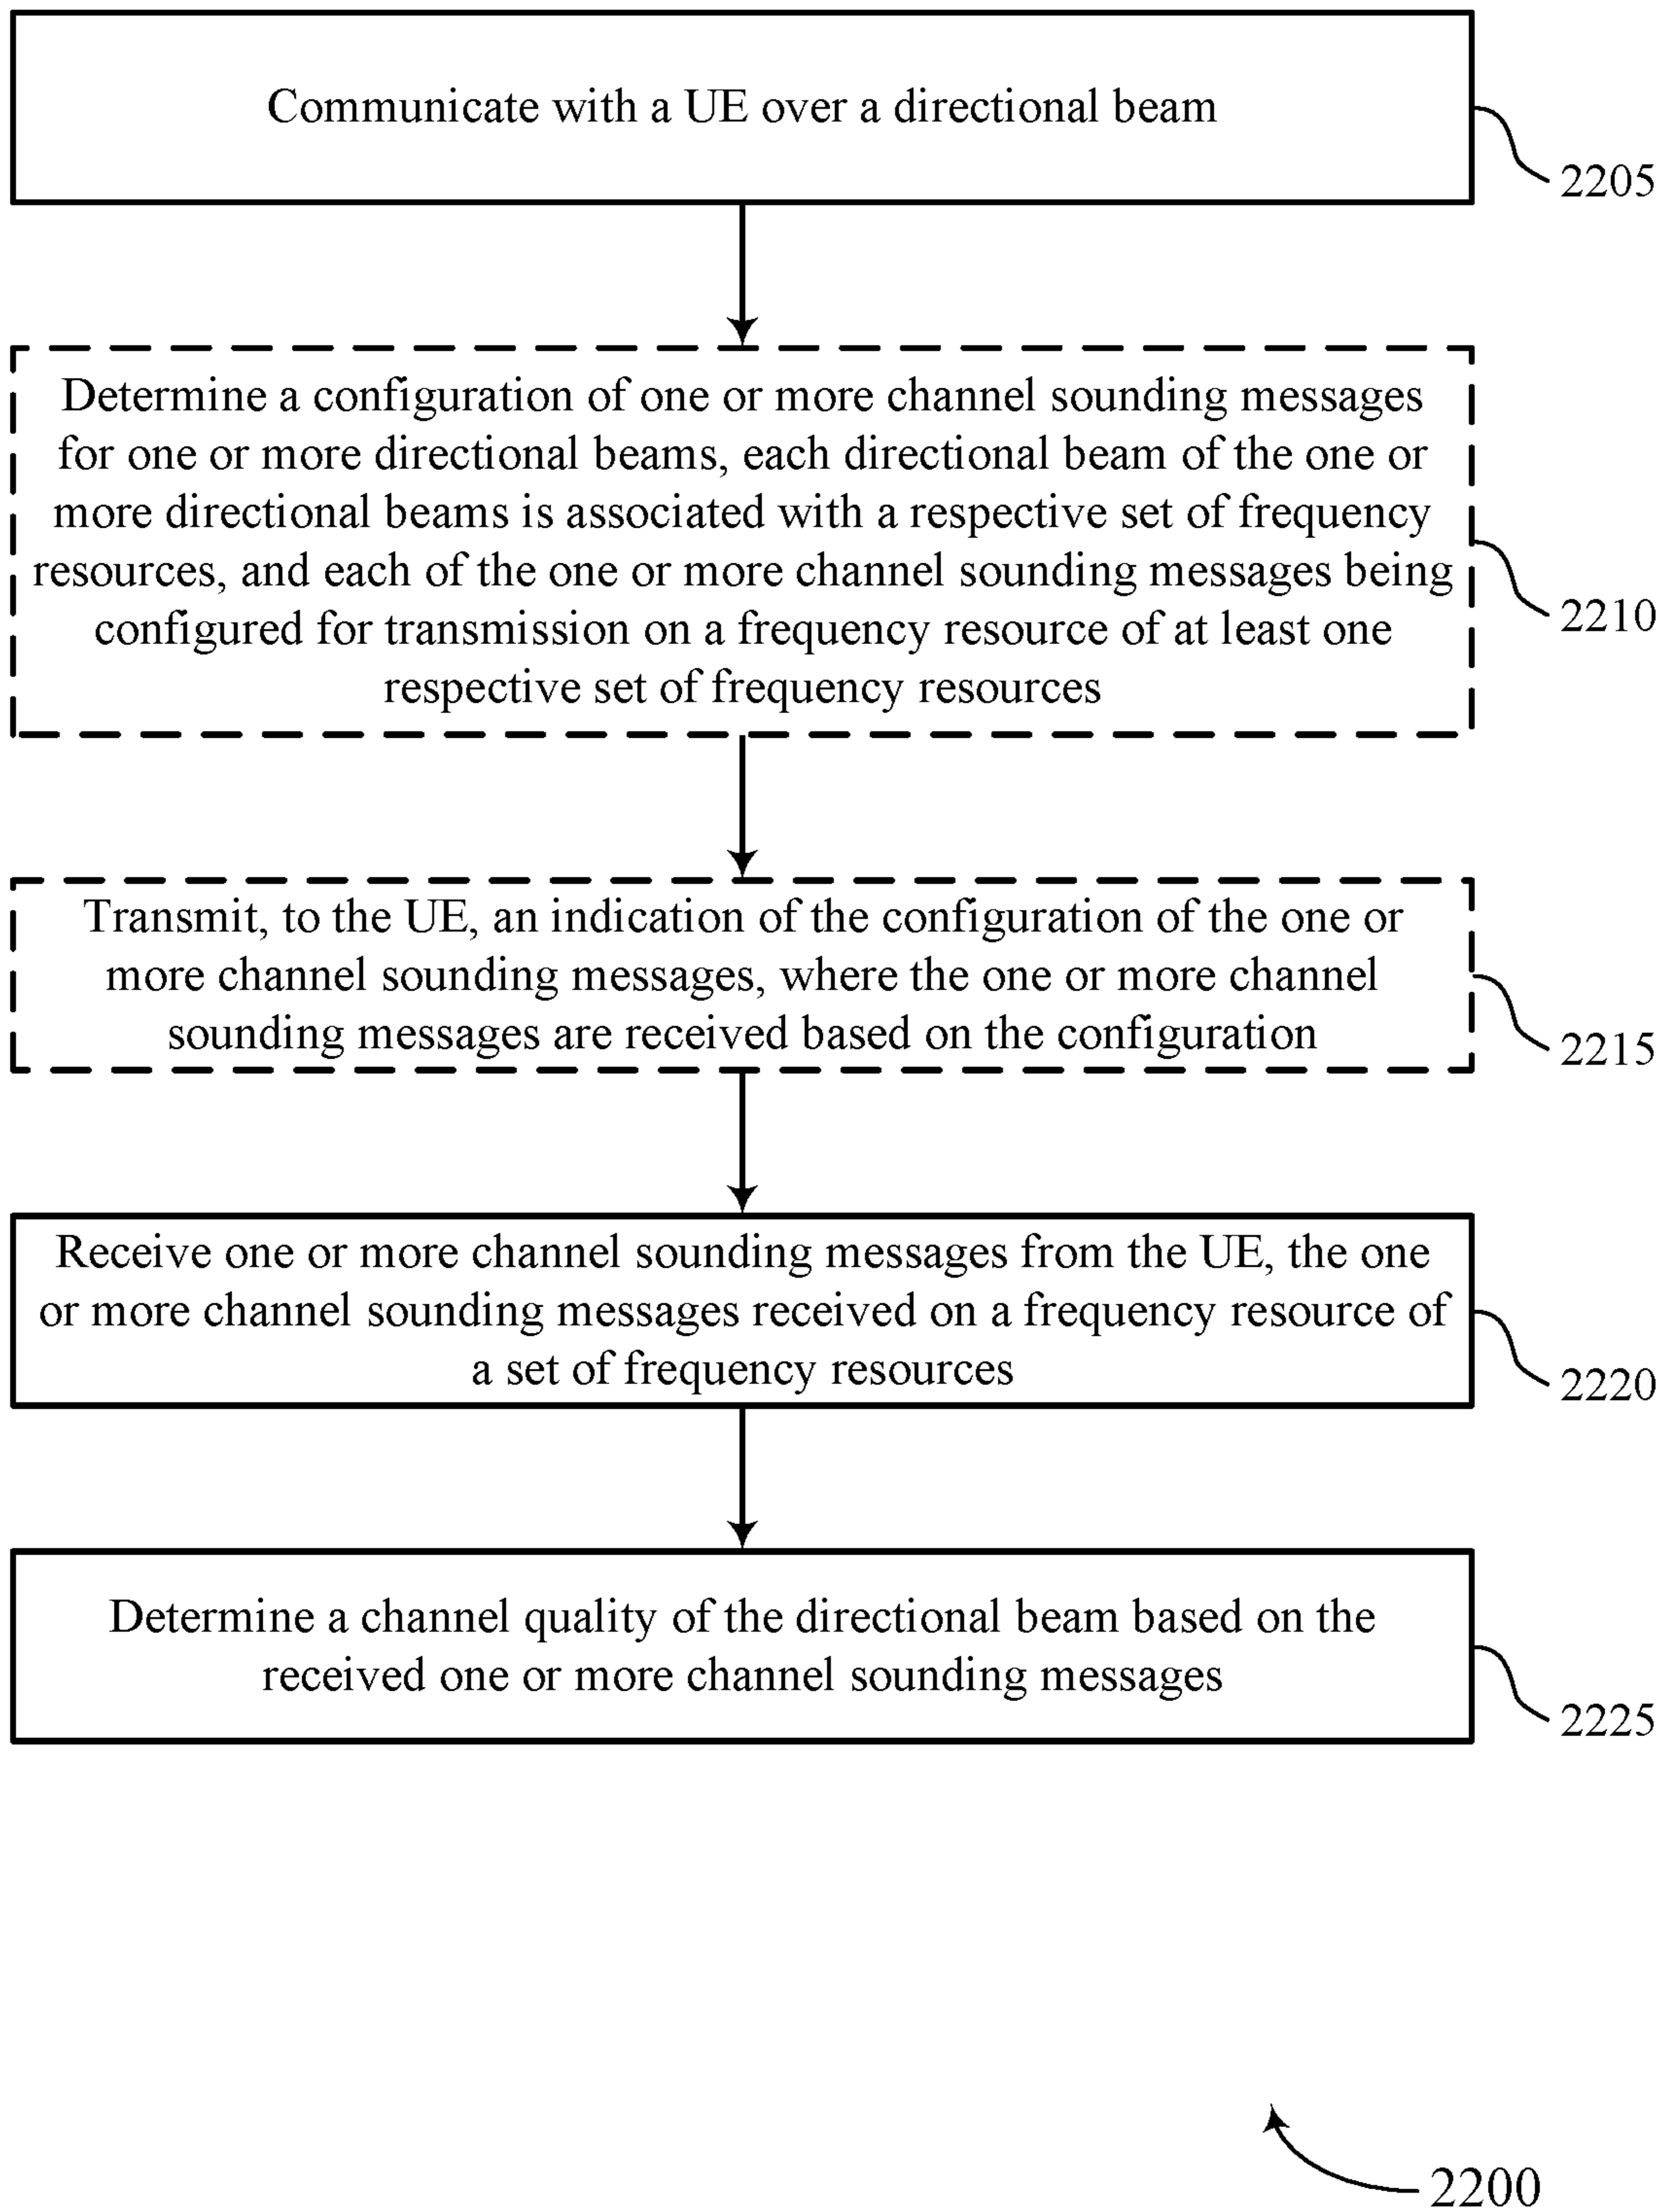 Communicate with a UE over a directional beam
2205
Determine a configuration of one or more channel sounding messages
for one or more directional beams, each directional beam of the one or
more directional beams is associated with a respective set of frequency
resources, and each of the one or more channel sounding messages being
configured for transmission on a frequency resource of at least one
respective set of frequency resources
2210
Transmit, to the UE, an indication of the configuration of the one or
more channel sounding messages, where the one or more channel
sounding messages are received based on the configuration
2215
Receive one or more channel sounding messages from the UE, the one
or more channel sounding messages received on a frequency resource of
a set of frequency resources
2220
Determine a channel quality of the directional beam based on the
received one or more channel sounding messages
2225
2200